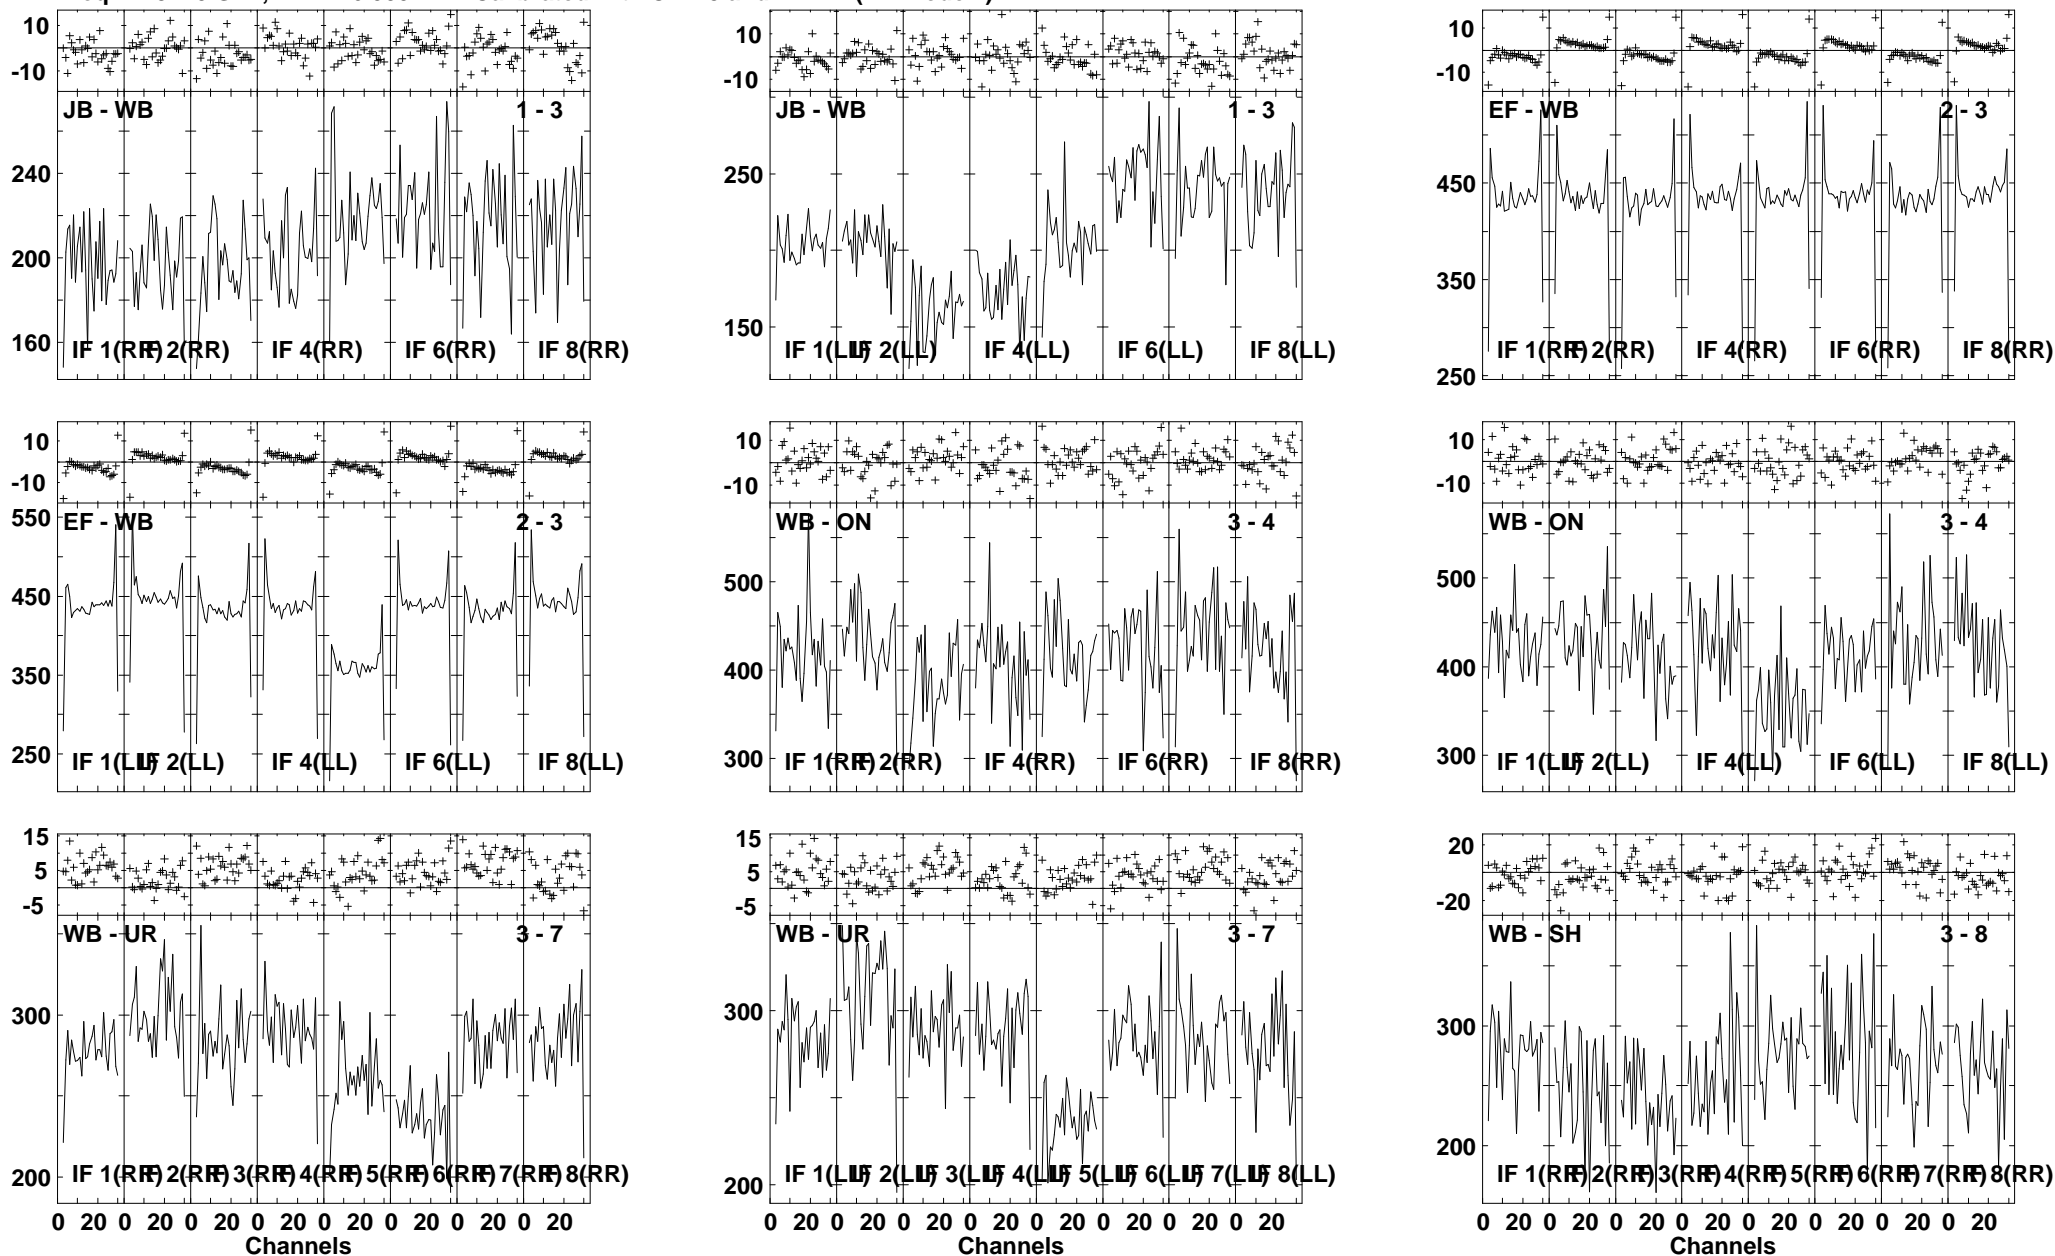 10
-10
JB - WB
1 - 3
240
200
160
IF 1(RR)
IF 2(RR)
IF 4(RR)
IF 6(RR)
IF 8(RR)
10
-10
JB - WB
1 - 3
250
150
IF 1(LL)
IF 2(LL)
IF 4(LL)
IF 6(LL)
IF 8(LL)
10
-10
EF - WB
2 - 3
450
350
250
IF 1(RR)
IF 2(RR)
IF 4(RR)
IF 6(RR)
IF 8(RR)
10
-10
550
EF - WB
2 - 3
450
350
250
IF 1(LL)
IF 2(LL)
IF 4(LL)
IF 6(LL)
IF 8(LL)
10
-10
WB - ON
3 - 4
500
400
300
IF 1(RR)
IF 2(RR)
IF 4(RR)
IF 6(RR)
IF 8(RR)
10
-10
WB - ON
3 - 4
500
400
300
IF 1(LL)
IF 2(LL)
IF 4(LL)
IF 6(LL)
IF 8(LL)
15
5
-5
WB - UR
3 - 7
300
200
IF 1(RR)
IF 2(RR)
IF 3(RR)
IF 4(RR)
IF 5(RR)
IF 6(RR)
IF 7(RR)
IF 8(RR)
0 20 0 20 0 20 0 20 0 20 0 20 0 20 0 20
Channels
15
5
-5
WB - UR
3 - 7
300
200
IF 1(LL)
IF 2(LL)
IF 3(LL)
IF 4(LL)
IF 5(LL)
IF 6(LL)
IF 7(LL)
IF 8(LL)
0 20 0 20 0 20 0 20 0 20 0 20 0 20 0 20
Channels
20
-20
WB - SH
3 - 8
300
200
IF 1(RR)
IF 2(RR)
IF 3(RR)
IF 4(RR)
IF 5(RR)
IF 6(RR)
IF 7(RR)
IF 8(RR)
0 20 0 20 0 20 0 20 0 20 0 20 0 20 0 20
Channels